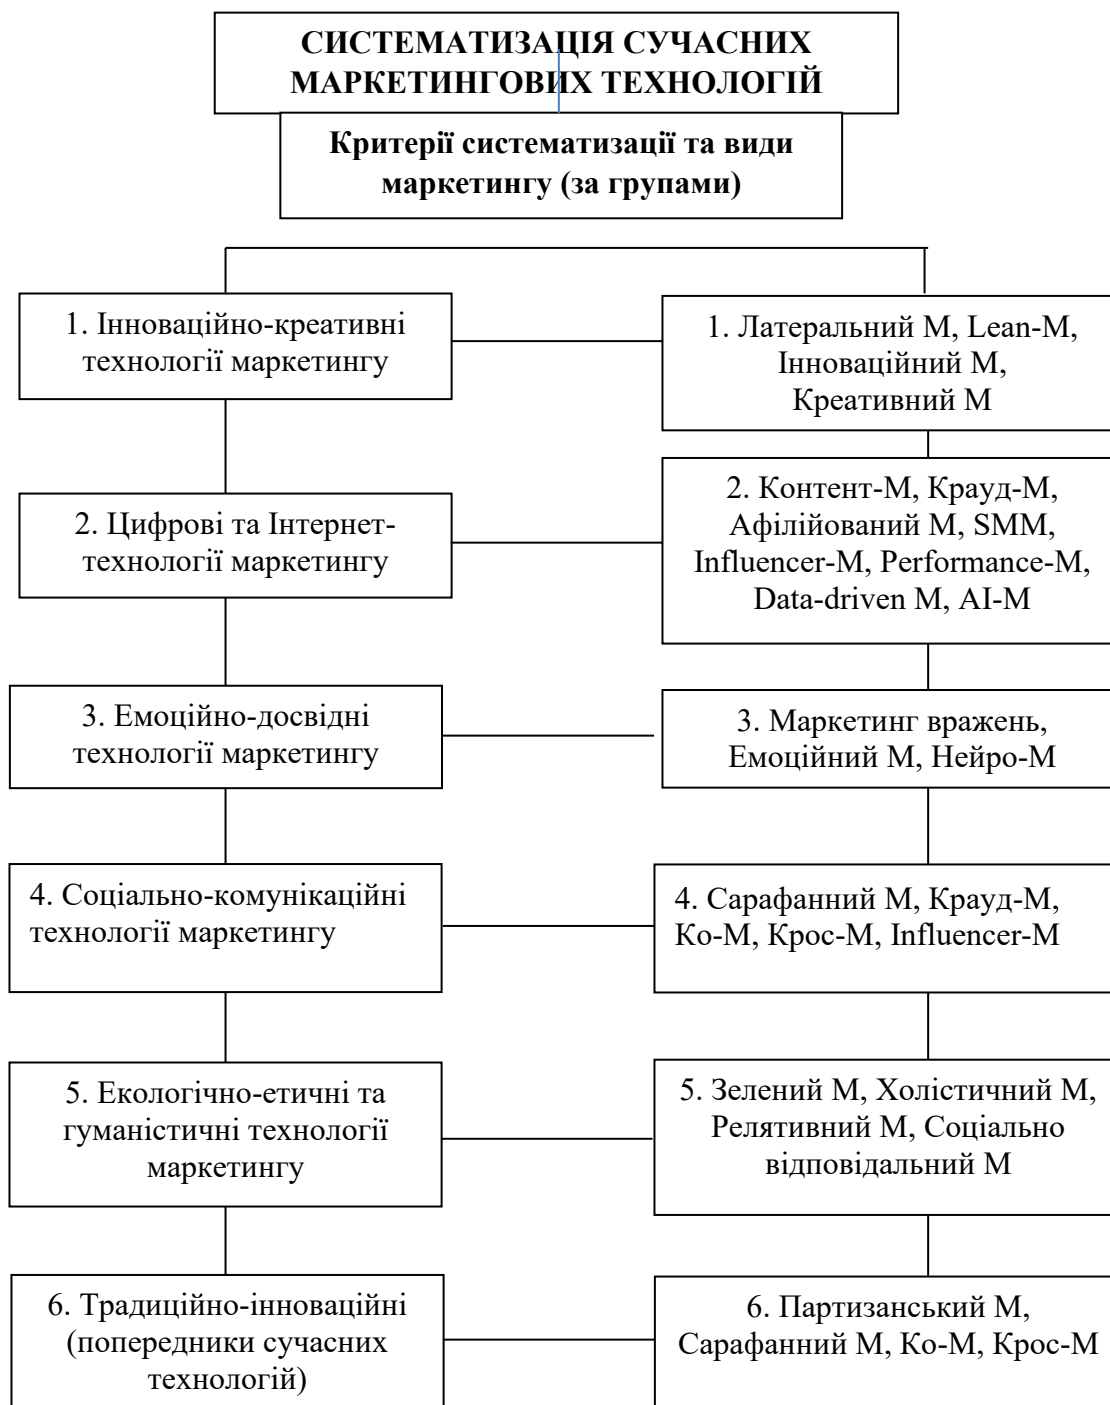 СИСТЕМАТИЗАЦІЯ СУЧАСНИХ
МАРКЕТИНГОВИХ ТЕХНОЛОГІЙ
Критерії систематизації та види
маркетингу (за групами)
1. Інноваційно-креативні
технології маркетингу
1. Латеральний М, Lean-М,
Інноваційний М,
Креативний М
2. Цифрові та Інтернет-
технології маркетингу
2. Контент-М, Крауд-М,
Афілійований М, SMM,
Influencer-М, Performance-М,
Data-driven М, AI-М
3. Емоційно-досвідні
технології маркетингу
3. Маркетинг вражень,
Емоційний М, Нейро-М
4. Соціально-комунікаційні
технології маркетингу
4. Сарафанний М, Крауд-М,
Ко-М, Крос-М, Influencer-М
5. Екологічно-етичні та
гуманістичні технології
маркетингу
5. Зелений М, Холістичний М,
Релятивний М, Соціально
відповідальний М
6. Традиційно-інноваційні
(попередники сучасних
технологій)
6. Партизанський М,
Сарафанний М, Ко-М, Крос-М